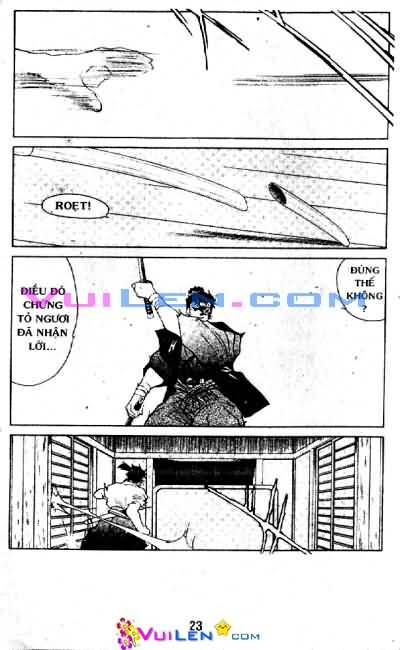 ROẸT!
ĐÚNG
THẾ
KHÔNG
?
ĐIỀU ĐÓ
CHỨNG
TỎ NGƯƠI
ĐÃ NHẬN
LỜI...
VUILEN.COM
23
VUILEN.COM